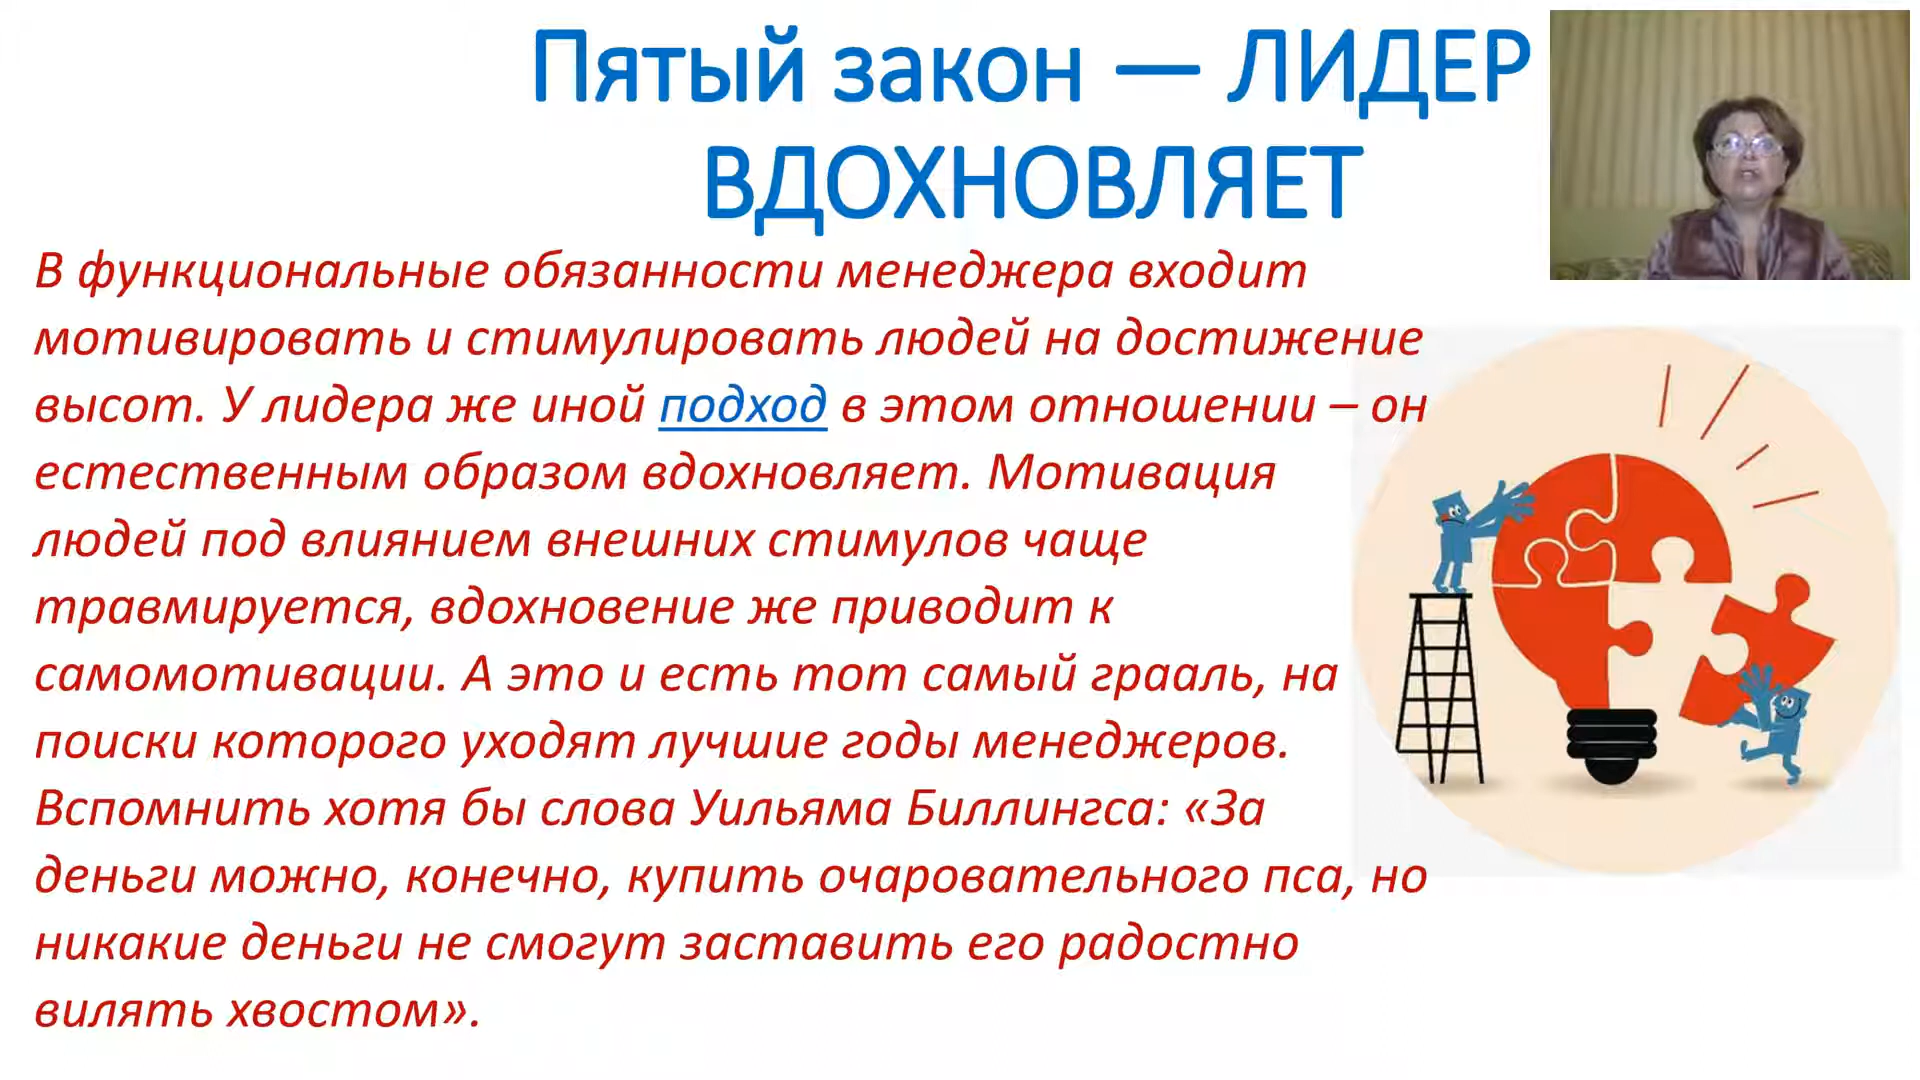 Пятый закон — ЛИДЕР
ВДОХНОВЛЯЕТ
В функциональные обязанности менеджера входит
мотивировать и стимулировать людей на достижение
высот. У лидера же иной подход в этом отношении – он
естественным образом вдохновляет. Мотивация
людей под влиянием внешних стимулов чаще
травмируется, вдохновение же приводит к
самомотивации. А это и есть тот самый грааль, на
поиски которого уходят лучшие годы менеджеров.
Вспомнить хотя бы слова Уильяма Биллингса: «За
деньги можно, конечно, купить очаровательного пса, но
никакие деньги не смогут заставить его радостно
вилять хвостом».